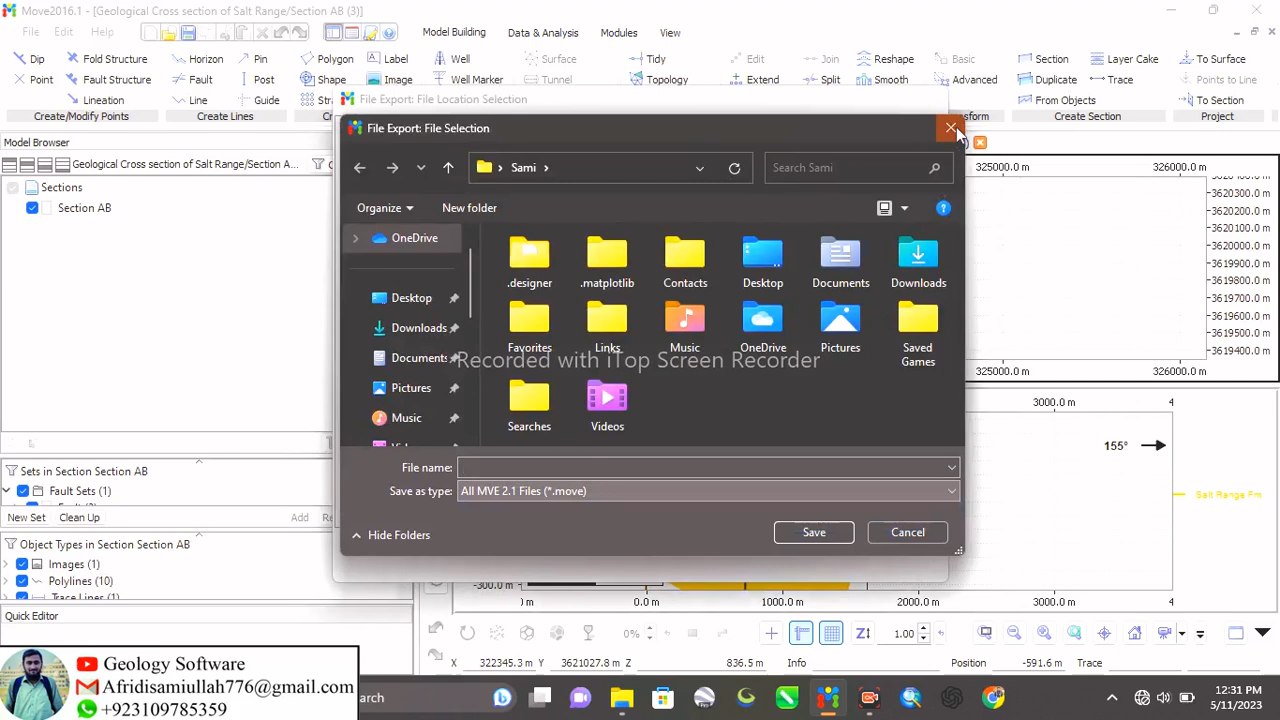 Move2016.1 - [Geological Cross section of Salt Range/Section AB (3)]
File Edit Help Model Building Data & Analysis Modules View
Dip Fault Structure Horizon Pin Polygon Label Well Surface Tidy Edit Reshape Basic Section Layer Cake To Surface
Point Fault Structure Fault Post Shape Image Well Marker Tunnel Topology Extend Split Smooth Advanced Duplicate Trace Points to Line
Lineation Line Guide From Objects To Section
Create/Modify Points Create Lines Create Section Project
File Export: File Location Selection
File Export: File Selection
Model Browser
Geological Cross section of Salt Range/Section A...
Sections
Section AB
Sami
Search Sami
Organize New folder
OneDrive
Desktop
Downloads
Documents
Pictures
Music
.designer .matplotlib Contacts Desktop Documents Downloads
Favorites Links Music OneDrive Pictures Saved Games
Searches Videos
Recorded with iTop Screen Recorder
File name:
Save as type: All MVE 2.1 Files (*.move)
Hide Folders Save Cancel
325000.0 m 326000.0 m
3620300.0
3620200.0
3620100.0
3620000.0
3619900.0
3619800.0
3619700.0
3619600.0
3619500.0
3619400.0
325000.0 m 326000.0 m
3000.0 m 4
155°
Salt Range Fm
Sets in Section Section AB
Fault Sets (1)
New Set Clean Up Add Re
Object Types in Section Section AB
Images (1)
Polylines (10)
Trace Lines (1)
Quick Editor
-300.0 m
0 m 0.0 m 1000.0 m 2000.0 m 3000.0 m 4
0% 1.00
X 322345.3 m Y 3621027.8 m Z 836.5 m Info Position -591.6 m Trace
Geology Software
Afridisamiullah776@gmail.com
+923109785359
arch
12:31 PM
5/11/2023